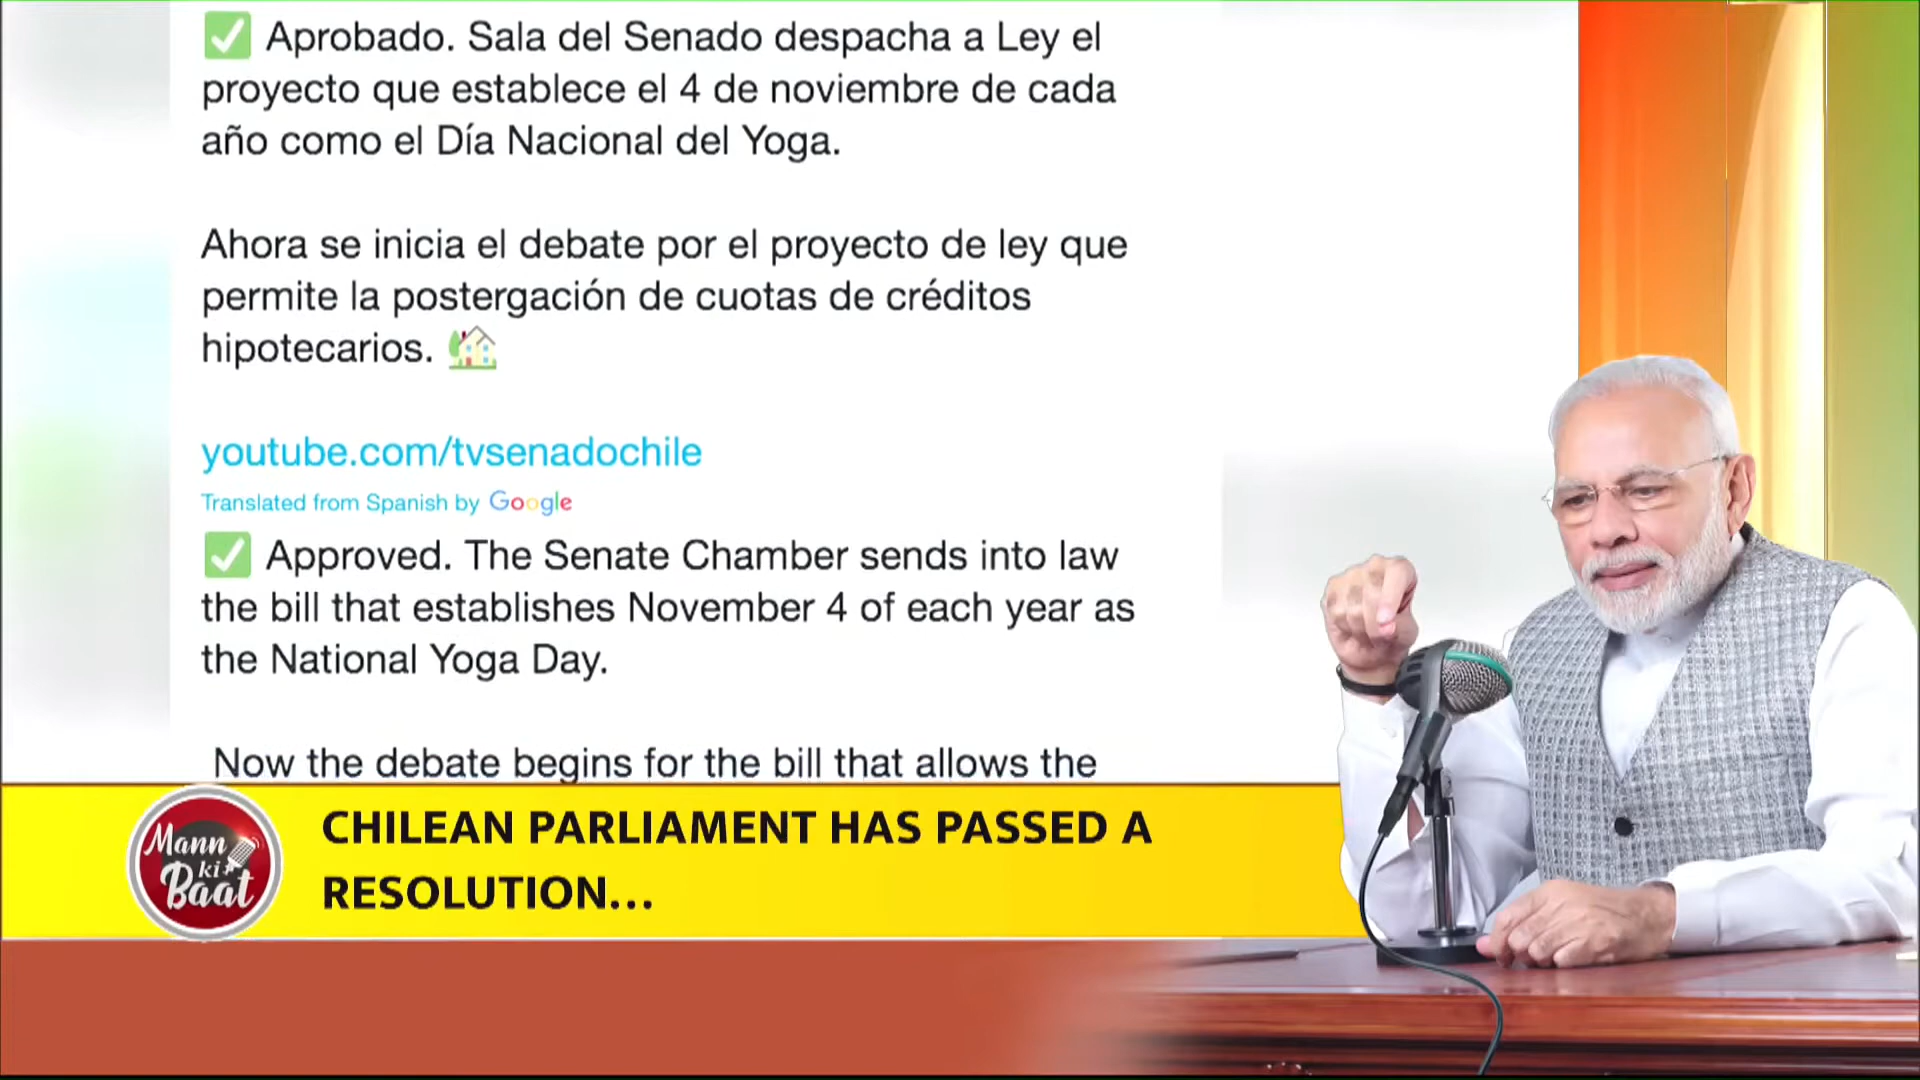 ✅ Aprobado. Sala del Senado despacha a Ley el
proyecto que establece el 4 de noviembre de cada
año como el Día Nacional del Yoga.
Ahora se inicia el debate por el proyecto de ley que
permite la postergación de cuotas de créditos
hipotecarios. 🏡
youtube.com/tvsenadochile
Translated from Spanish by Google
✅ Approved. The Senate Chamber sends into law
the bill that establishes November 4 of each year as
the National Yoga Day.
Now the debate begins for the bill that allows the
Mann
ki
Baat
CHILEAN PARLIAMENT HAS PASSED A
RESOLUTION...